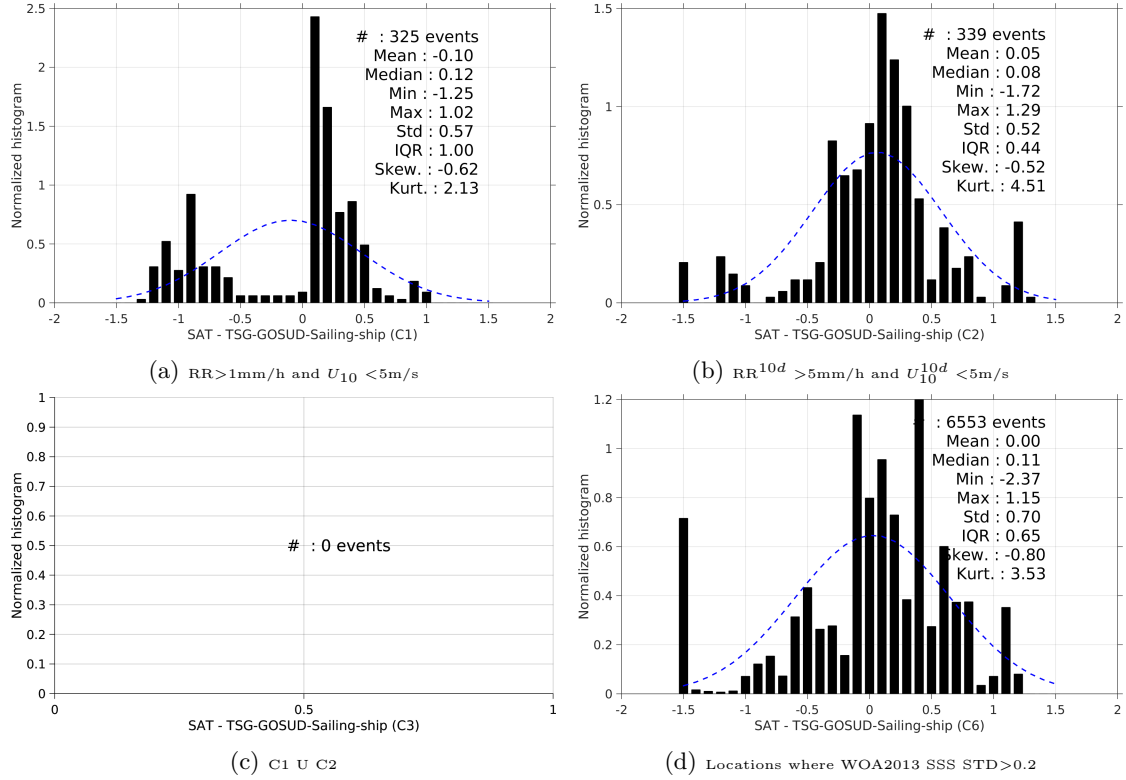 2.5
2
1.5
1
0.5
0
-2
-1.5
-1
-0.5
0
0.5
1
1.5
2
Normalized histogram
# : 325 events
Mean : -0.10
Median : 0.12
Min : -1.25
Max : 1.02
Std : 0.57
IQR : 1.00
Skew. : -0.62
Kurt. : 2.13
SAT - TSG-GOSUD-Sailing-ship (C1)
(a) RR>1mm/h and U10 <5m/s
1.5
1
0.5
0
-2
-1.5
-1
-0.5
0
0.5
1
1.5
2
Normalized histogram
# : 339 events
Mean : 0.05
Median : 0.08
Min : -1.72
Max : 1.29
Std : 0.52
IQR : 0.44
Skew. : -0.52
Kurt. : 4.51
SAT - TSG-GOSUD-Sailing-ship (C2)
(b) RR^10d >5mm/h and U10^10d <5m/s
1
0.9
0.8
0.7
0.6
0.5
0.4
0.3
0.2
0.1
0
0
0.5
1
Normalized histogram
# : 0 events
SAT - TSG-GOSUD-Sailing-ship (C3)
(c) C1 U C2
1.2
1
0.8
0.6
0.4
0.2
0
-2
-1.5
-1
-0.5
0
0.5
1
1.5
2
Normalized histogram
# : 6553 events
Mean : 0.00
Median : 0.11
Min : -2.37
Max : 1.15
Std : 0.70
IQR : 0.65
Skew. : -0.80
Kurt. : 3.53
SAT - TSG-GOSUD-Sailing-ship (C6)
(d) Locations where WOA2013 SSS STD>0.2